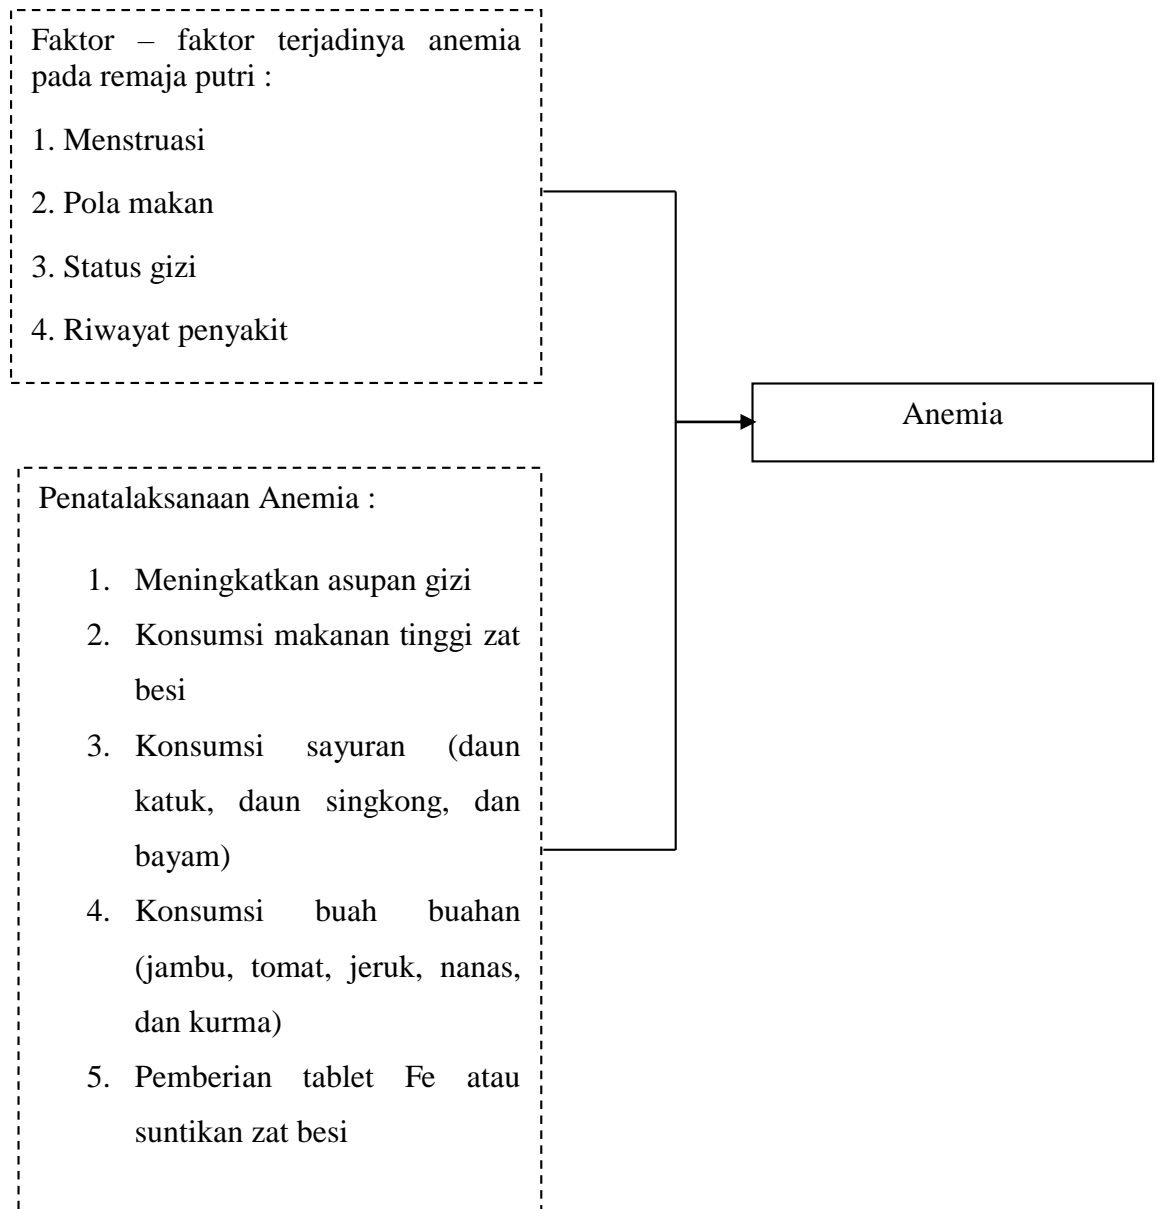 Faktor – faktor terjadinya anemia
pada remaja putri :
1. Menstruasi
2. Pola makan
3. Status gizi
4. Riwayat penyakit
Anemia
Penatalaksanaan Anemia :
1. Meningkatkan asupan gizi
2. Konsumsi makanan tinggi zat
besi
3. Konsumsi sayuran (daun
katuk, daun singkong, dan
bayam)
4. Konsumsi buah buahan
(jambu, tomat, jeruk, nanas,
dan kurma)
5. Pemberian tablet Fe atau
suntikan zat besi